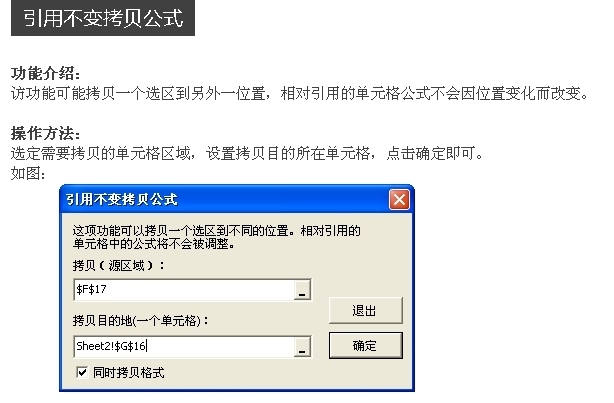 引用不变拷贝公式
功能介绍:
访功能可能拷贝一个选区到另外一位置，相对引用的单元格公式不会因位置变化而改变。
操作方法:
选定需要拷贝的单元格区域，设置拷贝目的所在单元格，点击确定即可。
如图:
引用不变拷贝公式
这项功能可以拷贝一个选区到不同的位置。相对引用的
单元格中的公式将不会被调整。
拷贝(源区域):
$F$17
退出
拷贝目的地(一个单元格):
Sheet2!$G$16
确定
同时拷贝格式